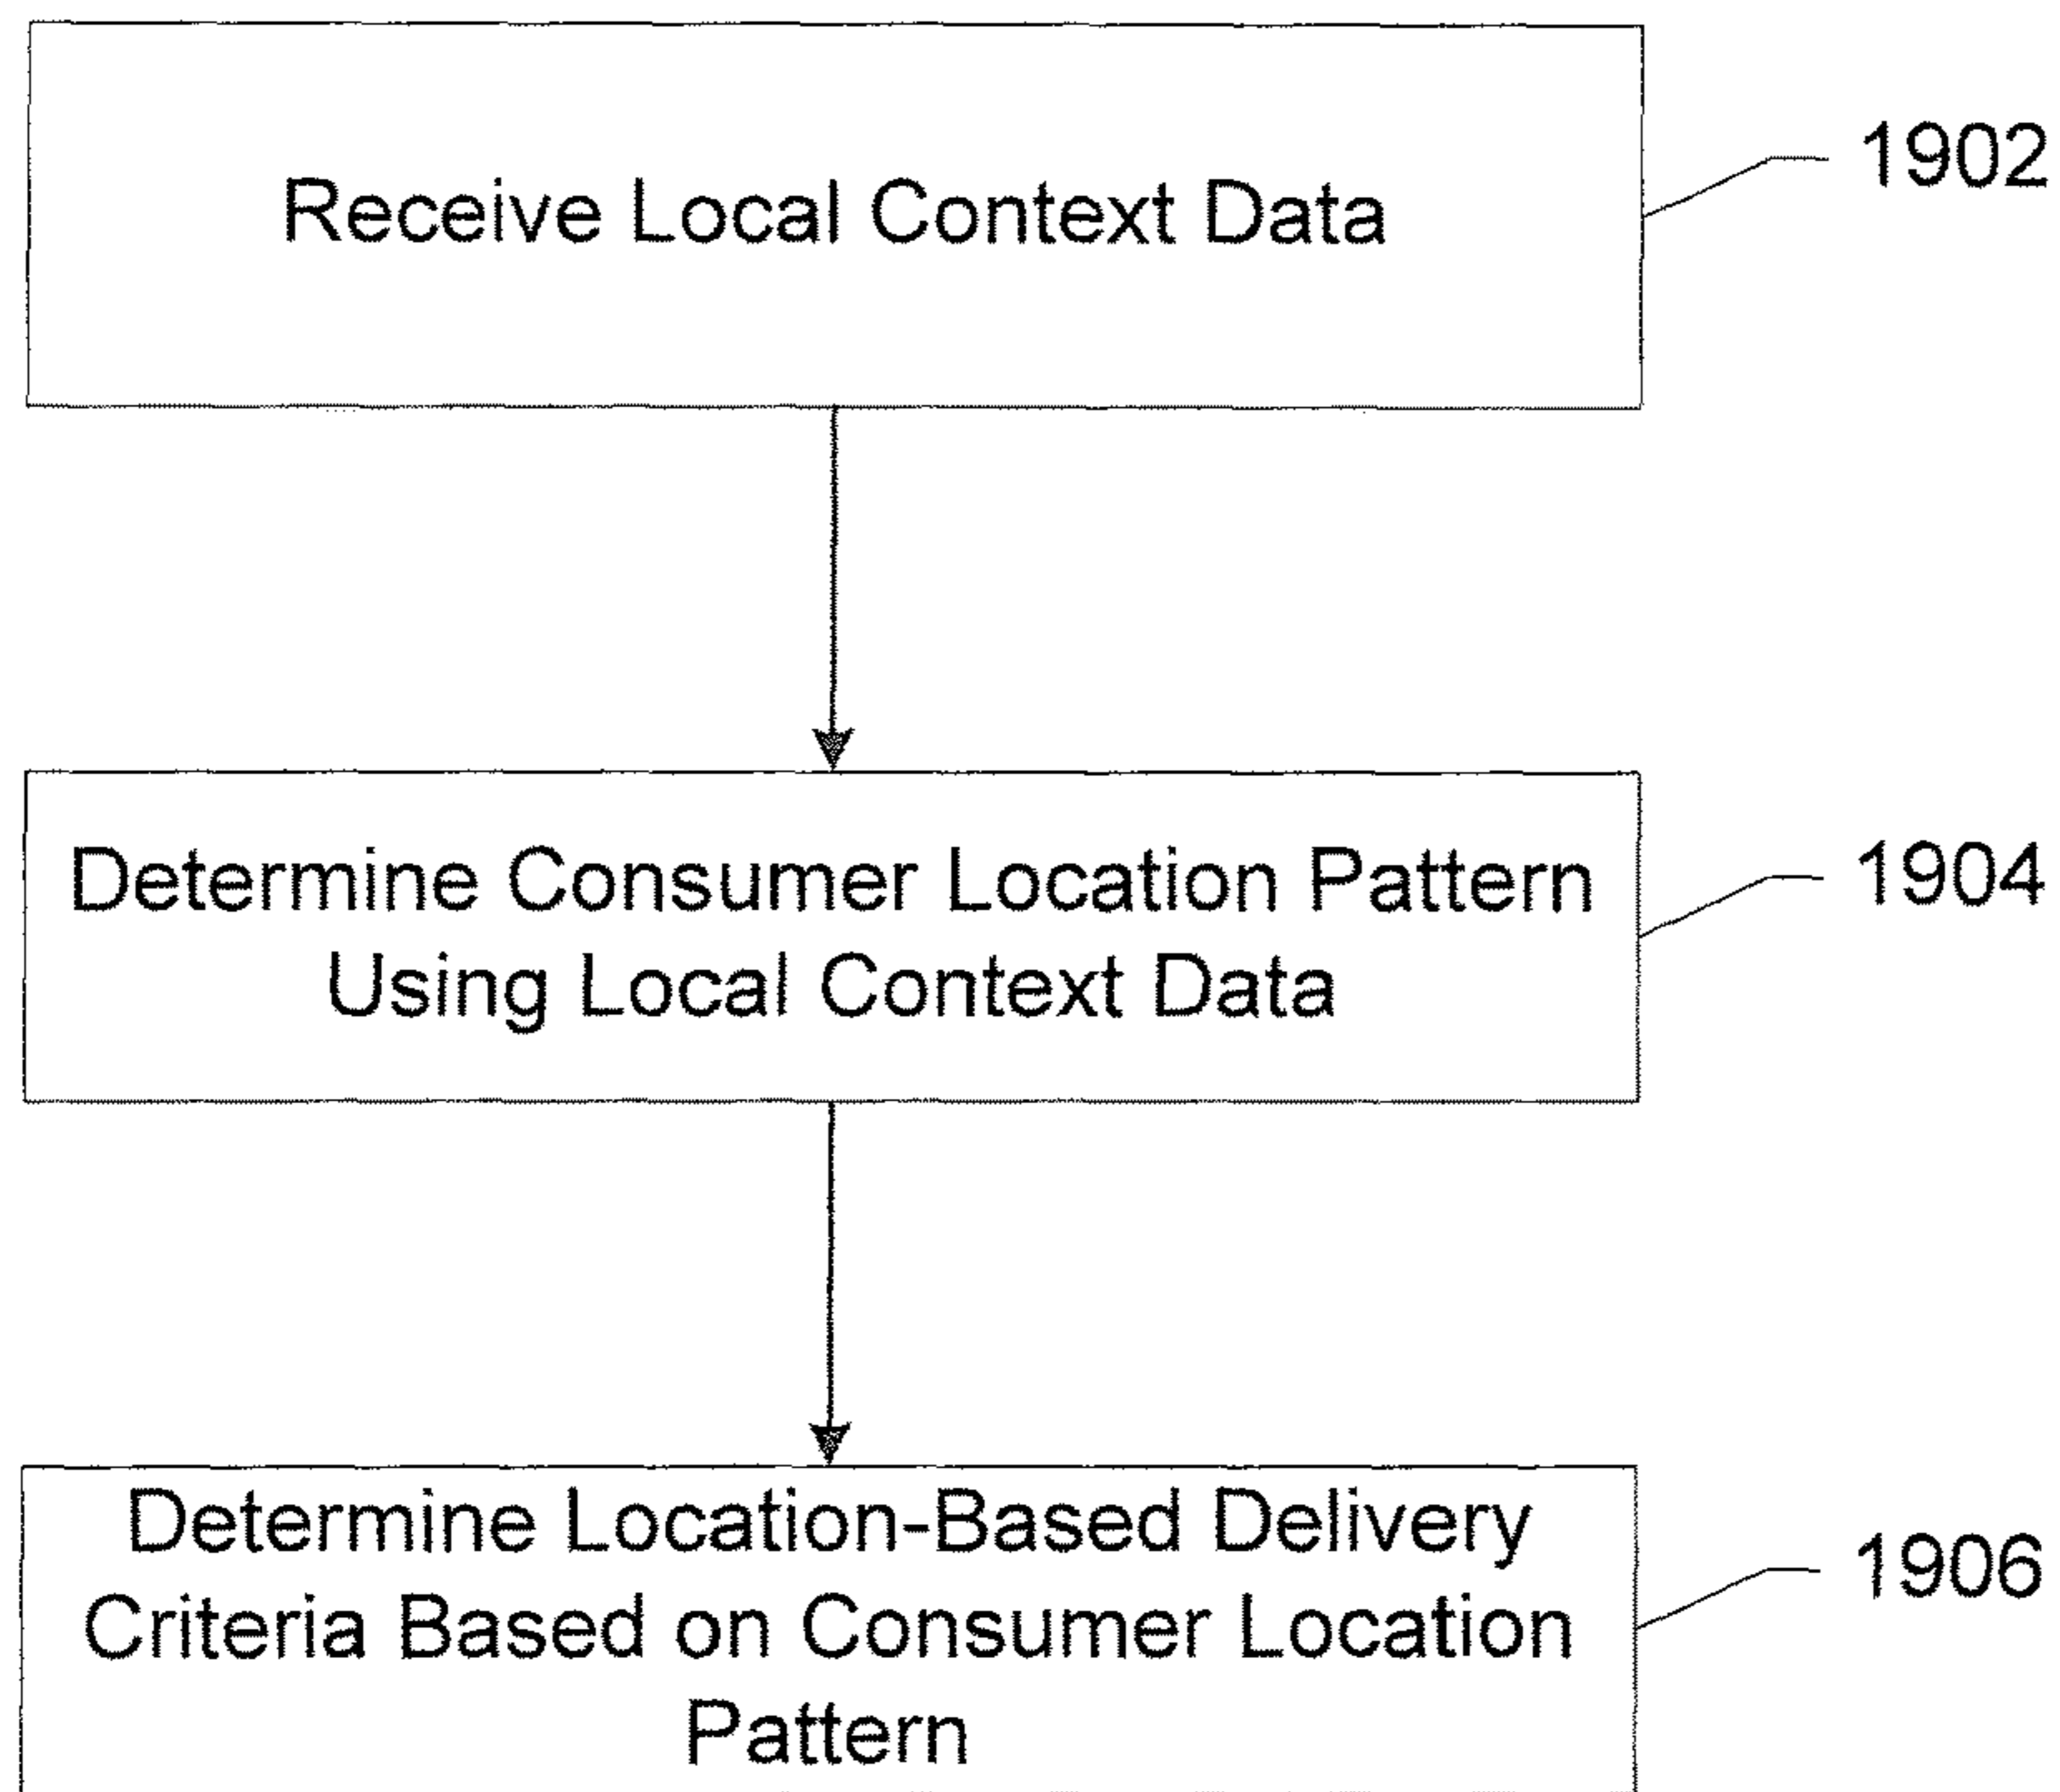 Receive Local Context Data
1902
Determine Consumer Location Pattern
Using Local Context Data
1904
Determine Location-Based Delivery
Criteria Based on Consumer Location
Pattern
1906